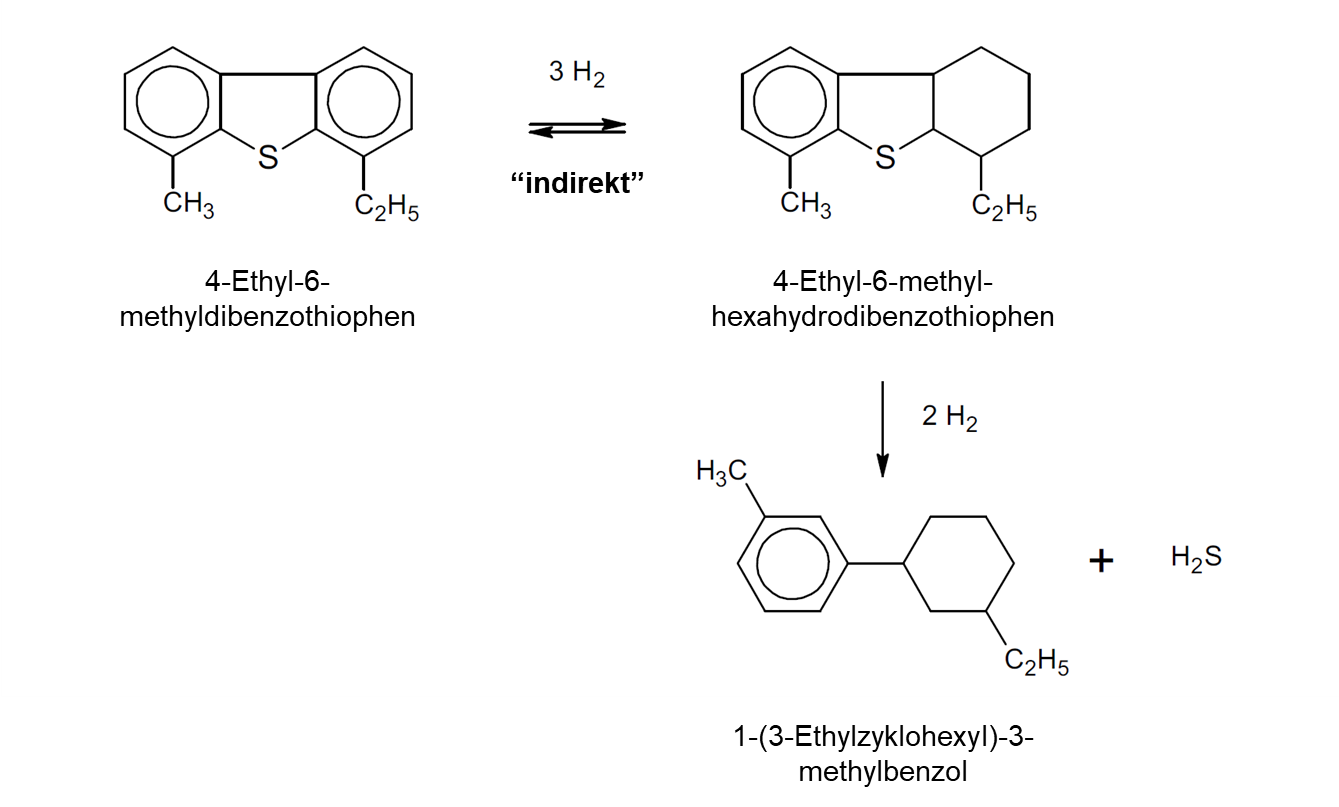 3 H2
"indirekt"
S
CH3
C2H5
S
CH3
C2H5
4-Ethyl-6-
methyldibenzothiophen
4-Ethyl-6-methyl-
hexahydrodibenzothiophen
2 H2
H3C
+
H2S
C2H5
1-(3-Ethylzyklohexyl)-3-
methylbenzol